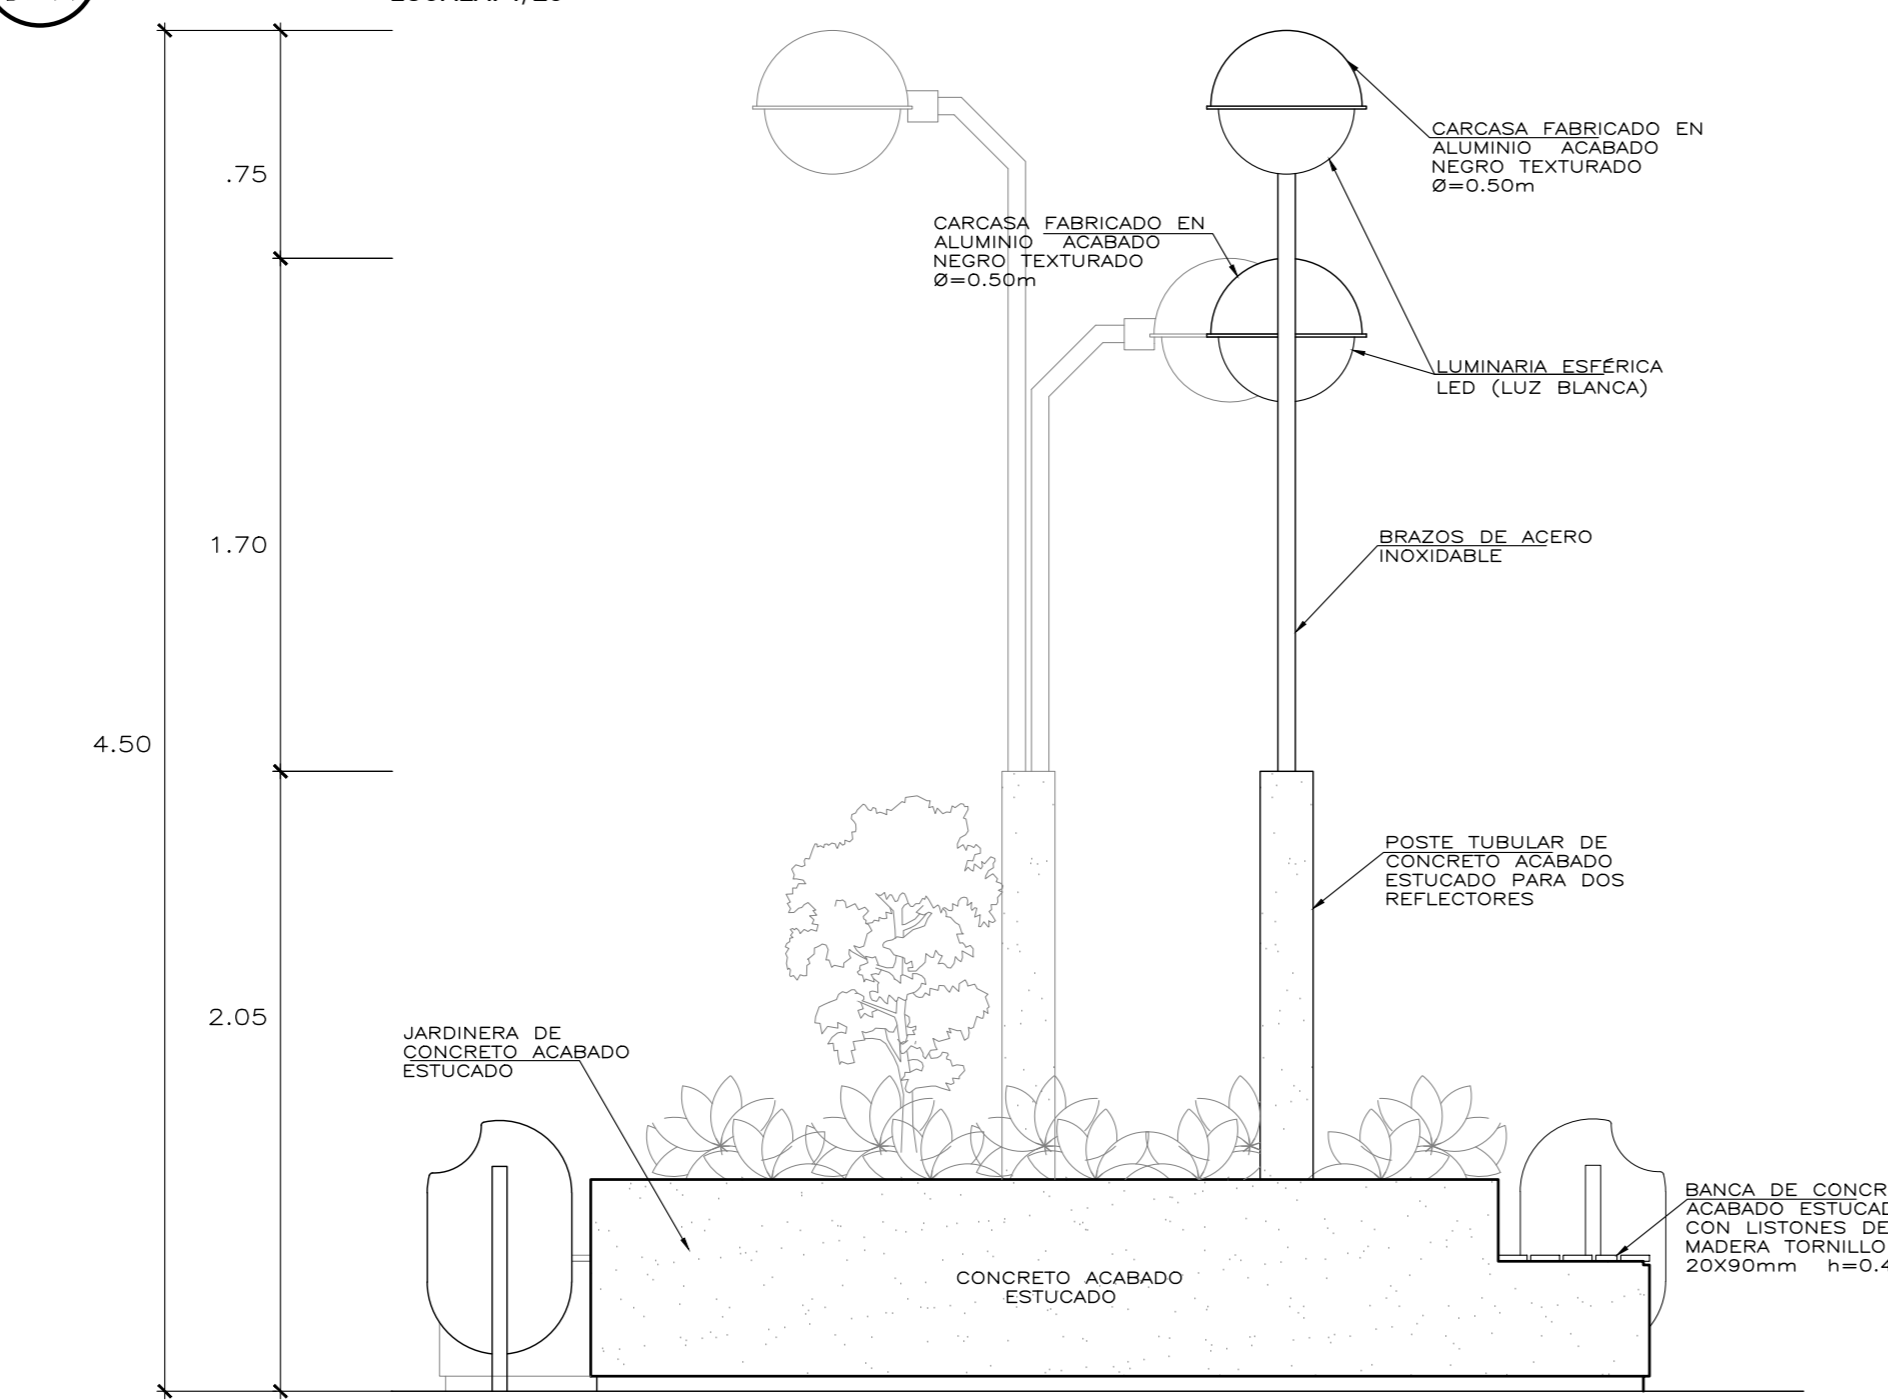 .75
1.70
4.50
2.05
CARCASA FABRICADO EN
ALUMINIO ACABADO
NEGRO TEXTURADO
Ø=0.50m
CARCASA FABRICADO EN
ALUMINIO ACABADO
NEGRO TEXTURADO
Ø=0.50m
LUMINARIA ESFÉRICA
LED (LUZ BLANCA)
BRAZOS DE ACERO
INOXIDABLE
POSTE TUBULAR DE
CONCRETO ACABADO
ESTUCADO PARA DOS
REFLECTORES
JARDINERA DE
CONCRETO ACABADO
ESTUCADO
BANCA DE CONCR
ACABADO ESTUCAD
CON LISTONES DE
MADERA TORNILLO
20X90mm h=0.4
CONCRETO ACABADO
ESTUCADO